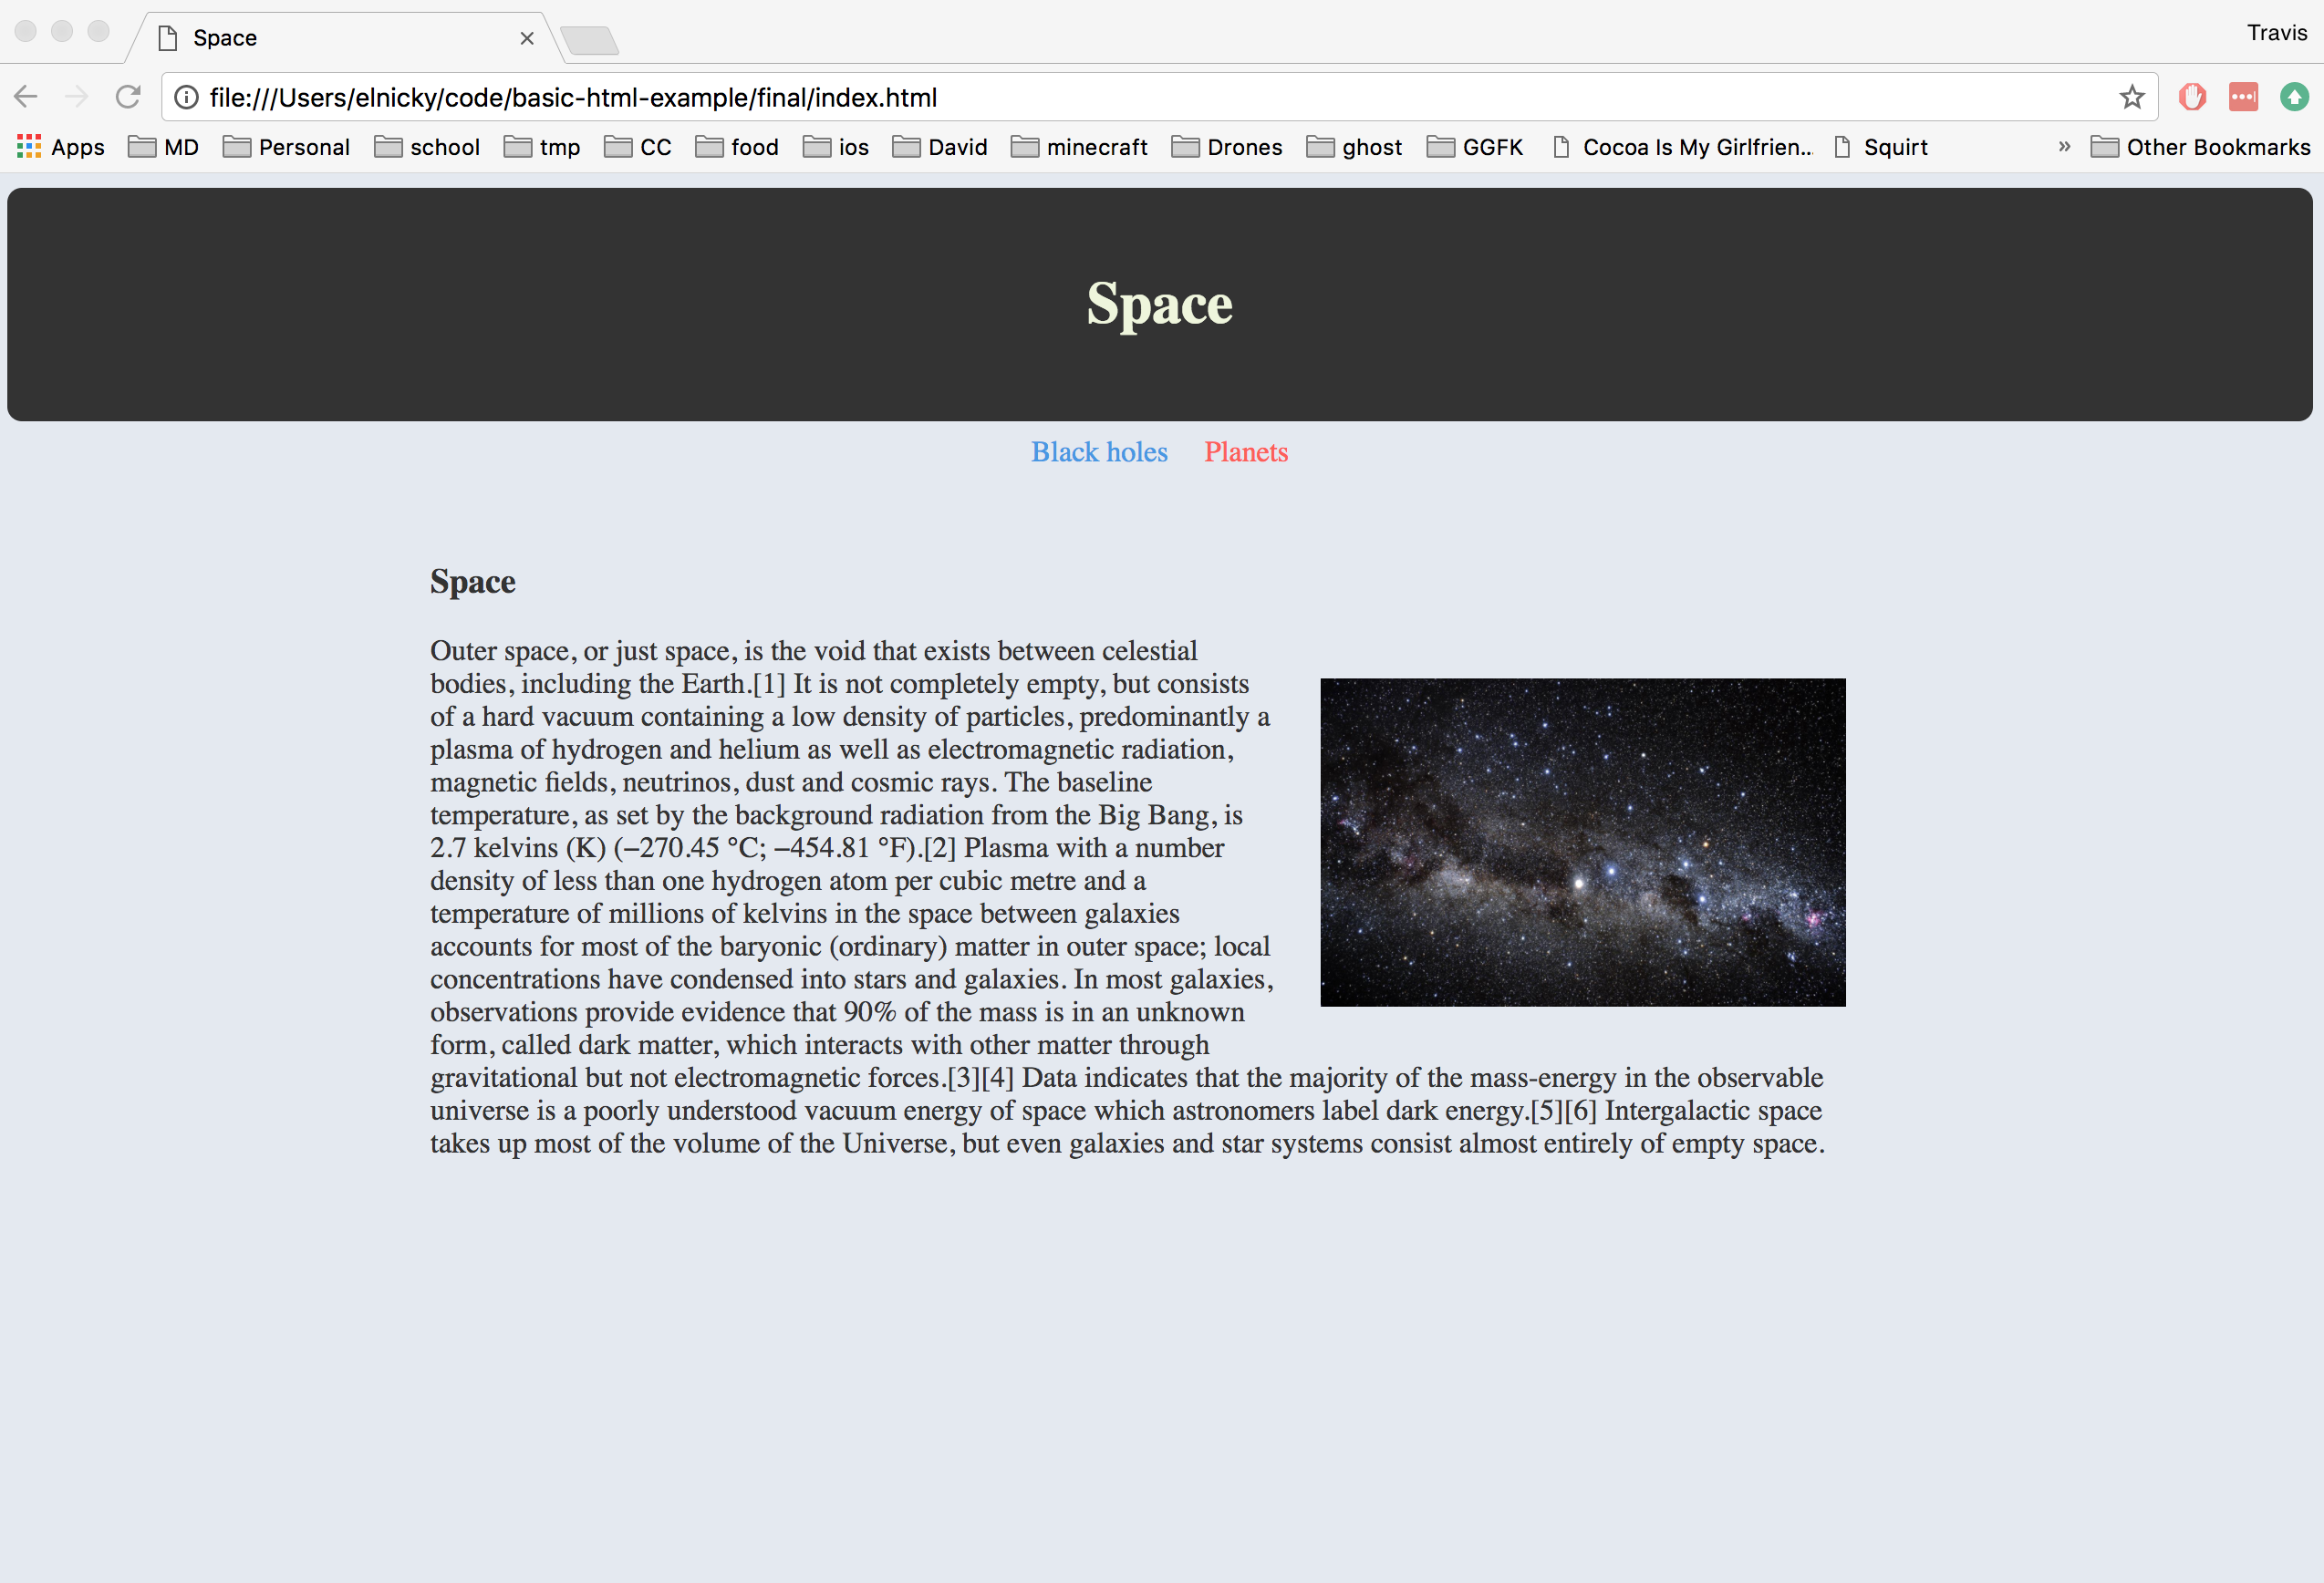 Space
Travis
file:///Users/elnicky/code/basic-html-example/final/index.html
Apps MD Personal school tmp CC food ios David minecraft Drones ghost GGFK Cocoa Is My Girlfrien... Squirt » Other Bookmarks
Space
Black holes Planets
Space
Outer space, or just space, is the void that exists between celestial
bodies, including the Earth.[1] It is not completely empty, but consists
of a hard vacuum containing a low density of particles, predominantly a
plasma of hydrogen and helium as well as electromagnetic radiation,
magnetic fields, neutrinos, dust and cosmic rays. The baseline
temperature, as set by the background radiation from the Big Bang, is
2.7 kelvins (K) (−270.45 °C; −454.81 °F).[2] Plasma with a number
density of less than one hydrogen atom per cubic metre and a
temperature of millions of kelvins in the space between galaxies
accounts for most of the baryonic (ordinary) matter in outer space; local
concentrations have condensed into stars and galaxies. In most galaxies,
observations provide evidence that 90% of the mass is in an unknown
form, called dark matter, which interacts with other matter through
gravitational but not electromagnetic forces.[3][4] Data indicates that the majority of the mass-energy in the observable
universe is a poorly understood vacuum energy of space which astronomers label dark energy.[5][6] Intergalactic space
takes up most of the volume of the Universe, but even galaxies and star systems consist almost entirely of empty space.